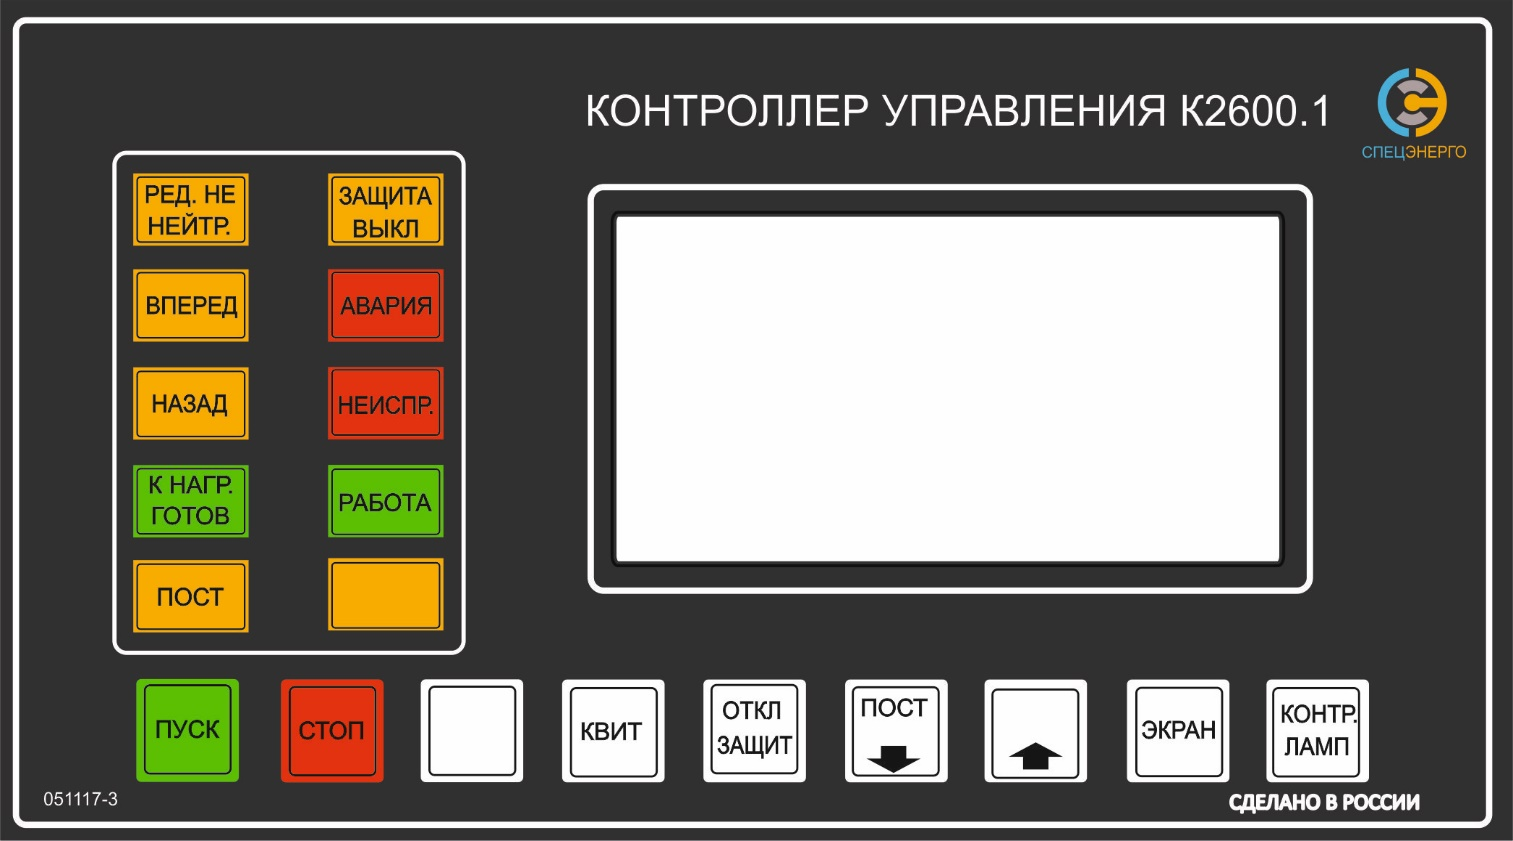 КОНТРОЛЛЕР УПРАВЛЕНИЯ К2600.1
СПЕЦЭНЕРГО
РЕД. НЕ
НЕЙТР.
ЗАЩИТА
ВЫКЛ
ВПЕРЕД
АВАРИЯ
НАЗАД
НЕИСПР.
К НАГР.
ГОТОВ
РАБОТА
ПОСТ
ПУСК
СТОП
КВИТ
ОТКЛ
ЗАЩИТ
ПОСТ
ЭКРАН
КОНТР.
ЛАМП
051117-3
СДЕЛАНО В РОССИИ